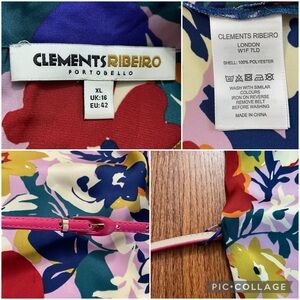 CLEMENTS RIBEIRO
PORTOBELLO
XL
UK:16
EU:42
CLEMENTS RIBEIRO
LONDON
W1F 7LD
SHELL: 100% POLYESTER
WASH WITH SIMILAR
COLOURS
IRON ON REVERSE
REMOVE BELT
BEFORE WASHING
MADE IN CHINA
PIC•COLLAGE